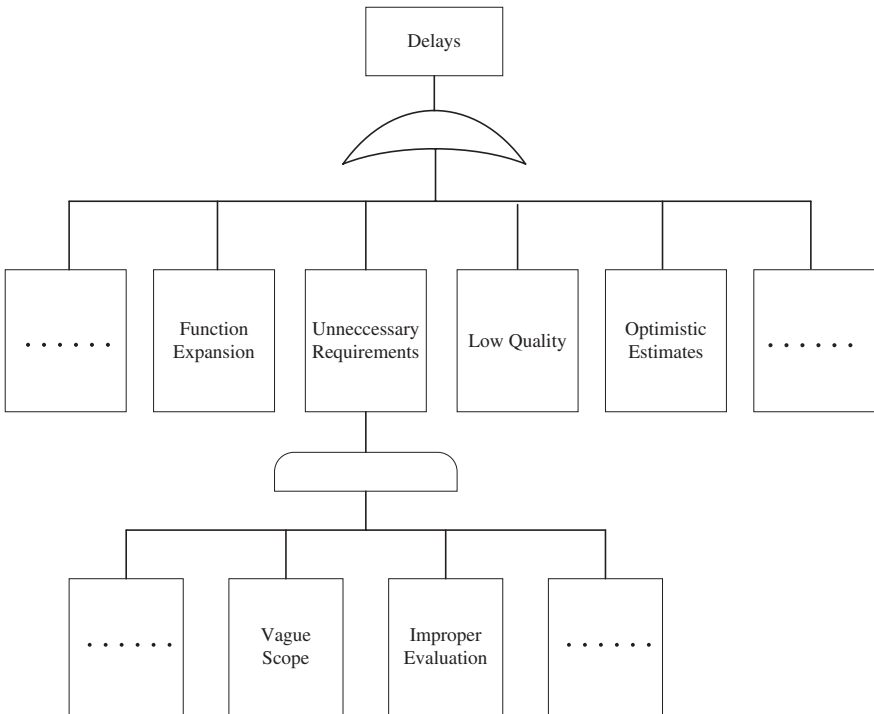 Delays
. . . . . .
Function
Expansion
Unneccessary
Requirements
Low Quality
Optimistic
Estimates
. . . . . .
. . . . . .
Vague
Scope
Improper
Evaluation
. . . . . .